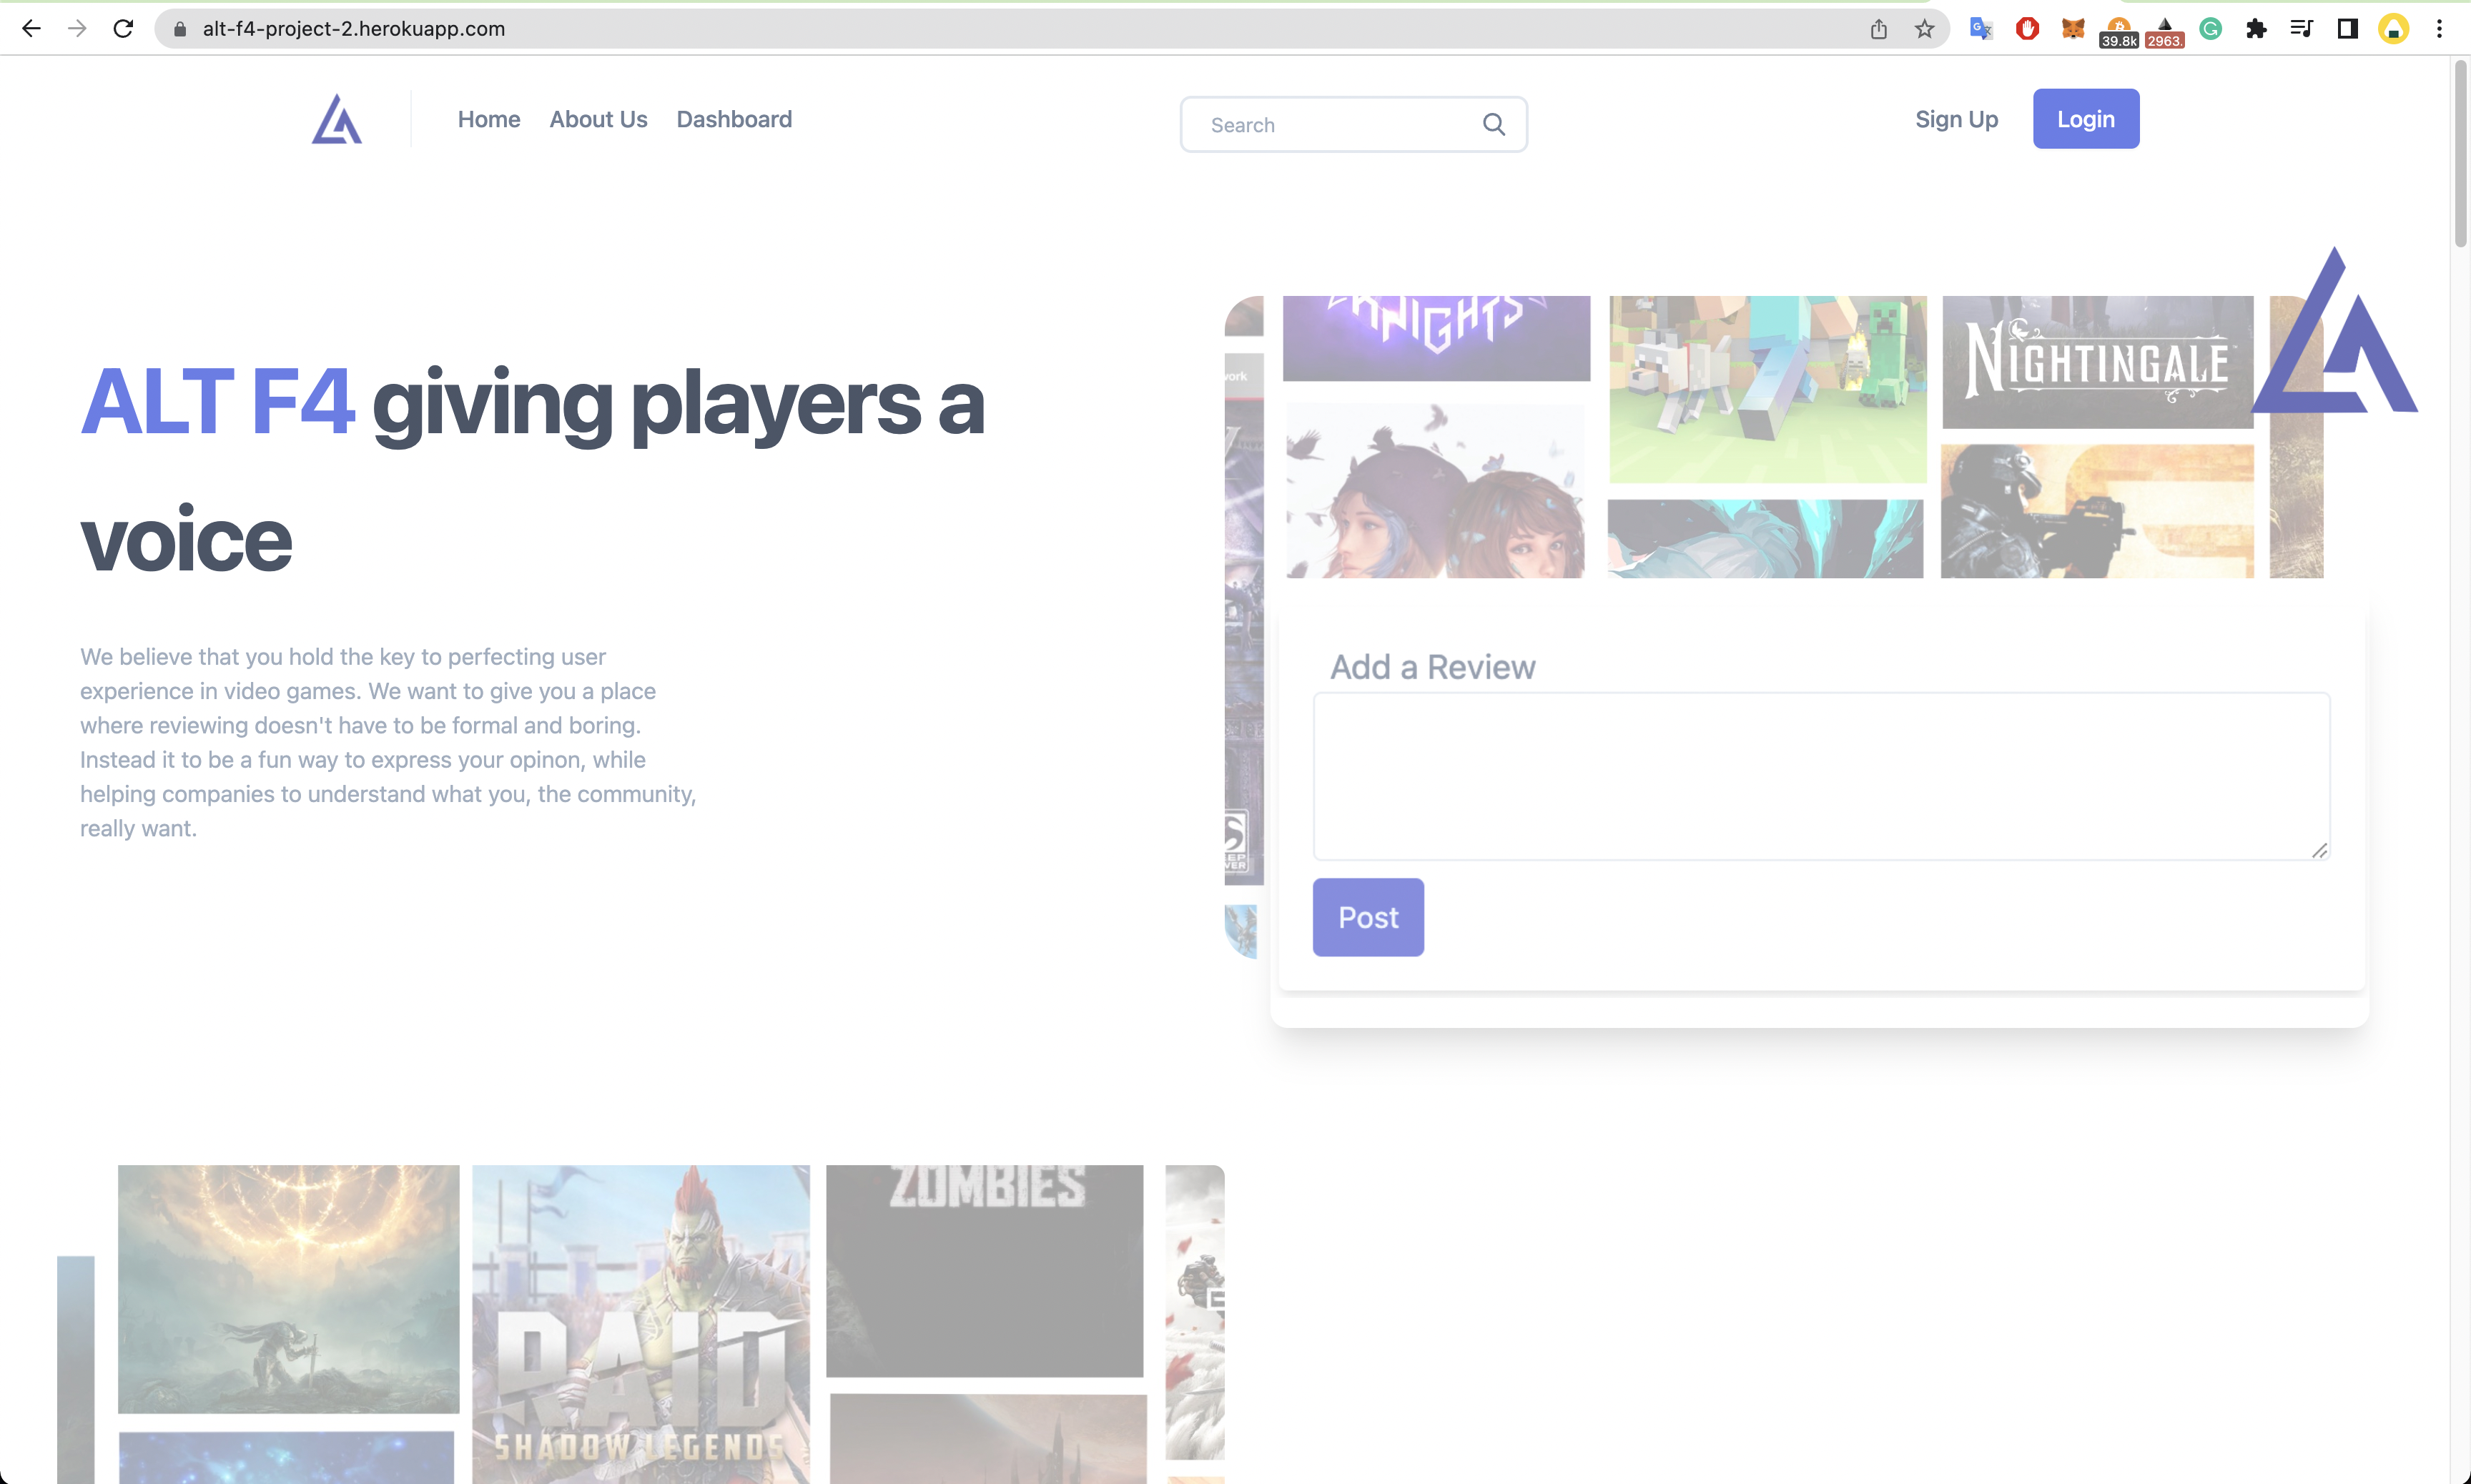 alt-f4-project-2.herokuapp.com
39.8k
2963.
Home
About Us
Dashboard
Search
Sign Up
Login
ALT F4 giving players a
voice
We believe that you hold the key to perfecting user
experience in video games. We want to give you a place
where reviewing doesn't have to be formal and boring.
Instead it to be a fun way to express your opinon, while
helping companies to understand what you, the community,
really want.
KNIGHTS
NIGHTINGALE
Add a Review
Post
ZOMBIES
RAID
SHADOW LEGENDS